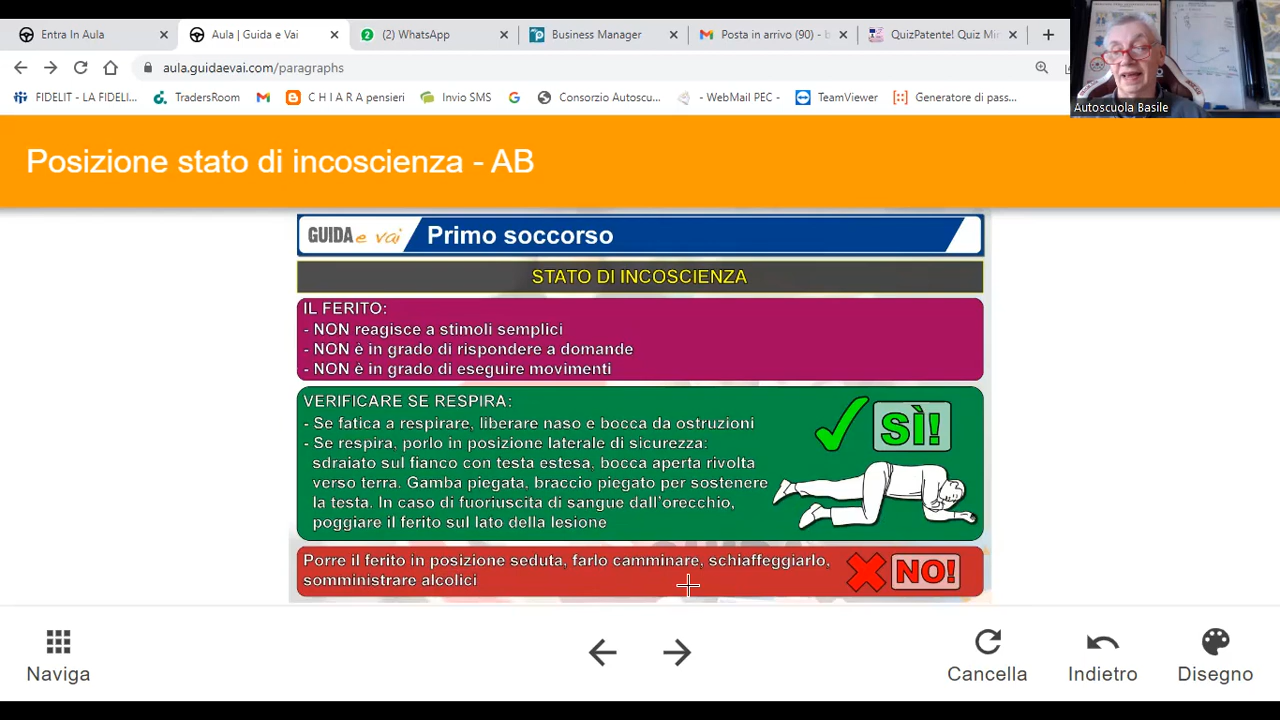 Entra In Aula
Aula | Guida e Vai
(2) WhatsApp
Business Manager
Posta in arrivo (90) - b
QuizPatente! Quiz Mi
aula.guidaevai.com/paragraphs
FIDELIT - LA FIDELI...
TradersRoom
C H I A R A pensieri
Invio SMS
Consorzio Autoscu...
- WebMail PEC -
TeamViewer
Generatore di pass...
Autoscuola Basile
Posizione stato di incoscienza - AB
GUIDA e vai
Primo soccorso
STATO DI INCOSCIENZA
IL FERITO:
- NON reagisce a stimoli semplici
- NON è in grado di rispondere a domande
- NON è in grado di eseguire movimenti
VERIFICARE SE RESPIRA:
- Se fatica a respirare, liberare naso e bocca da ostruzioni
- Se respira, porlo in posizione laterale di sicurezza:
sdraiato sul fianco con testa estesa, bocca aperta rivolta
verso terra. Gamba piegata, braccio piegato per sostenere
la testa. In caso di fuoriuscita di sangue dall'orecchio,
poggiare il ferito sul lato della lesione
SÌ!
Porre il ferito in posizione seduta, farlo camminare, schiaffeggiarlo,
somministrare alcolici
NO!
Naviga
Cancella
Indietro
Disegno